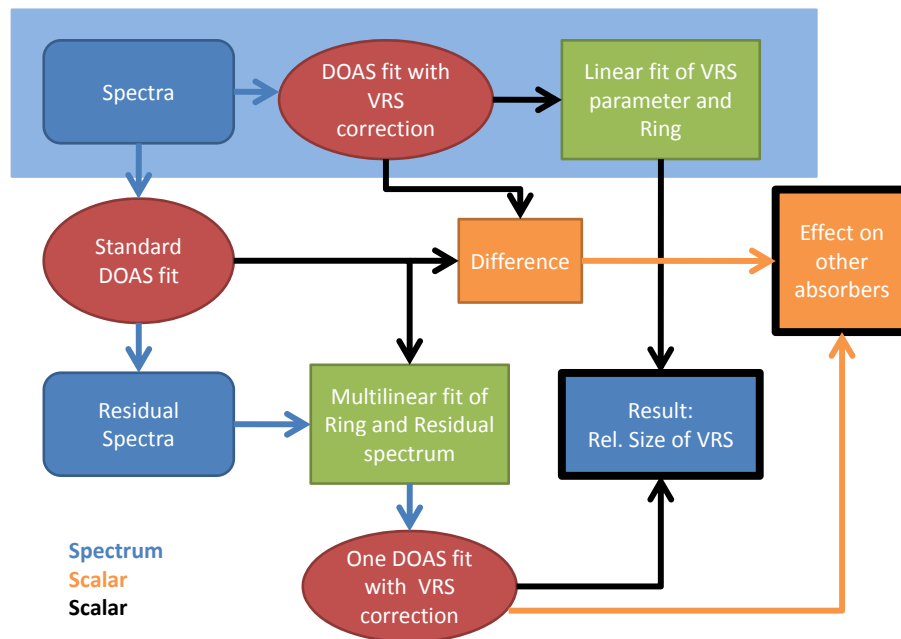 Spectra
DOAS fit with
VRS
correction
Linear fit of VRS
parameter and
Ring
Standard
DOAS fit
Difference
Effect on
other
absorbers
Residual
Spectra
Multilinear fit of
Ring and Residual
spectrum
Result:
Rel. Size of VRS
One DOAS fit
with VRS
correction
Spectrum
Scalar
Scalar